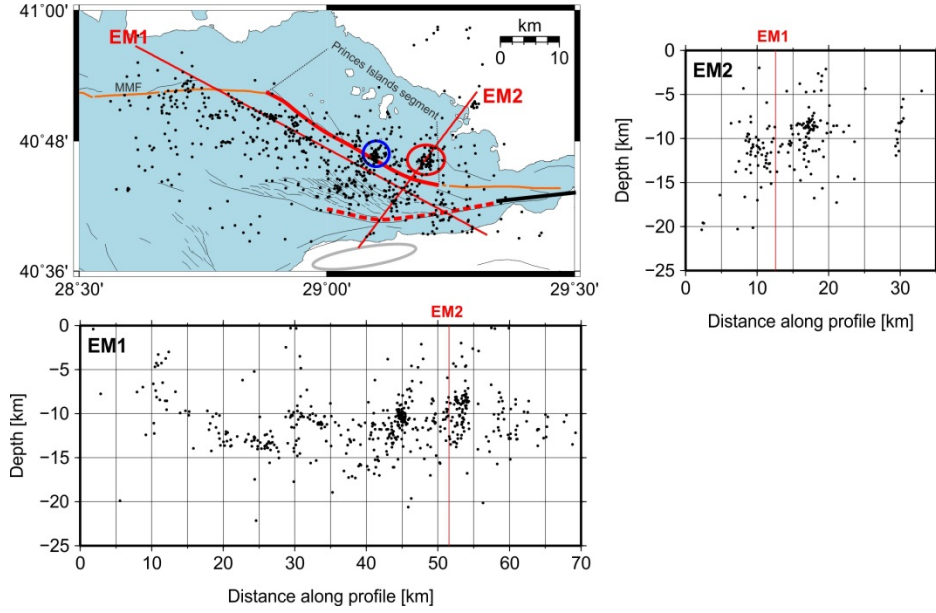 41°00'
EM1
km
0 10
MMF
Princes Islands segment
EM2
40°48'
40°36'
28°30' 29°00' 29°30'
EM1
EM2
0
−5
−10
−15
−20
−25
Depth [km]
0 10 20 30
Distance along profile [km]
EM2
EM1
0
−5
−10
−15
−20
−25
Depth [km]
0 10 20 30 40 50 60 70
Distance along profile [km]